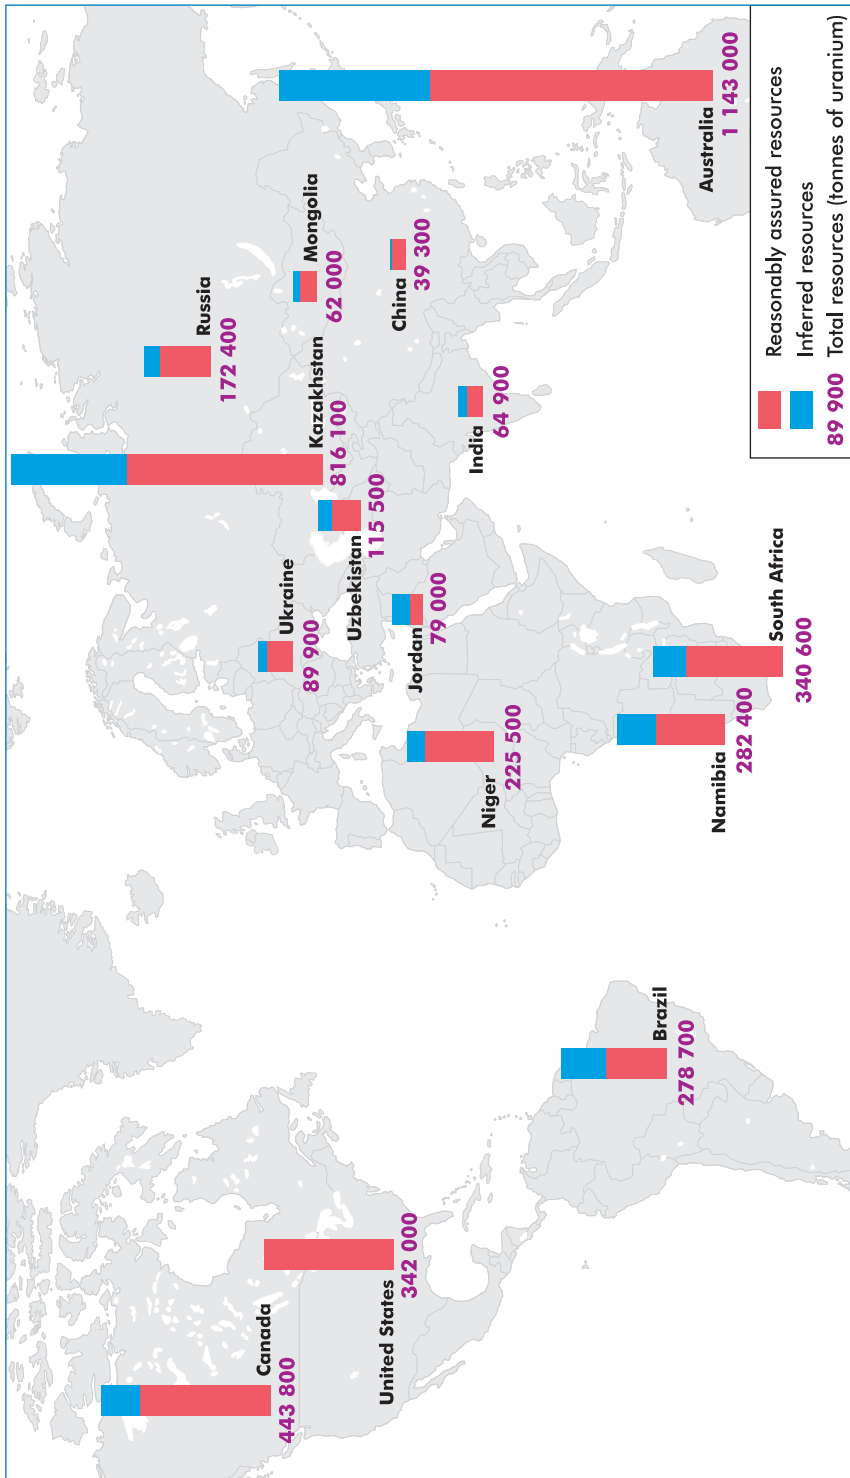 Canada
443 800
United States
342 000
Brazil
278 700
Niger
225 500
Namibia
282 400
South Africa
340 600
Ukraine
89 900
Jordan
79 000
Uzbekistan
115 500
Kazakhstan
816 100
Russia
172 400
Mongolia
62 000
China
39 300
India
64 900
Australia
1 143 000
Reasonably assured resources
Inferred resources
89 900 Total resources (tonnes of uranium)